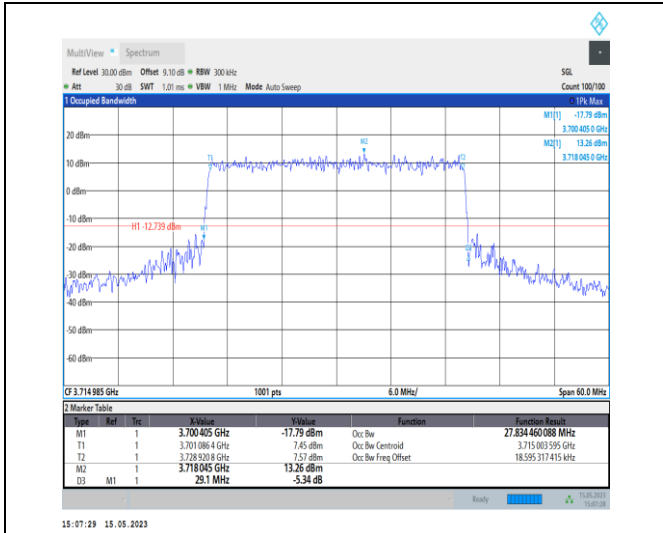 MultiView Spectrum
Ref Level 30.00 dBm Offset 9.10 dB RBW 300 kHz SGL
Att 30 dB SWT 1.01 ms VBW 1 MHz Mode Auto Sweep Count 100/100
1 Occupied Bandwidth 1Pk Max
M1[1] -17.79 dBm
3.700 405 0 GHz
M2[1] 13.26 dBm
3.718 045 0 GHz
20 dBm
M2
10 dBm
T1 T2
0 dBm
-10 dBm
H1 -12.739 dBm
M1
-20 dBm
-30 dBm
-40 dBm
-50 dBm
-60 dBm
CF 3.714 985 GHz 1001 pts 6.0 MHz/ Span 60.0 MHz
2 Marker Table
Type Ref Trc X-Value Y-Value Function Function Result
M1 1 3.700 405 GHz -17.79 dBm Occ Bw 27.834 460 088 MHz
T1 1 3.701 086 4 GHz 7.45 dBm Occ Bw Centroid 3.715 003 595 GHz
T2 1 3.728 920 8 GHz 7.57 dBm Occ Bw Freq Offset 18.595 317 415 kHz
M2 1 3.718 045 GHz 13.26 dBm
D3 M1 1 29.1 MHz -5.34 dB
Ready 15.05.2023
15:07:28
15:07:29 15.05.2023